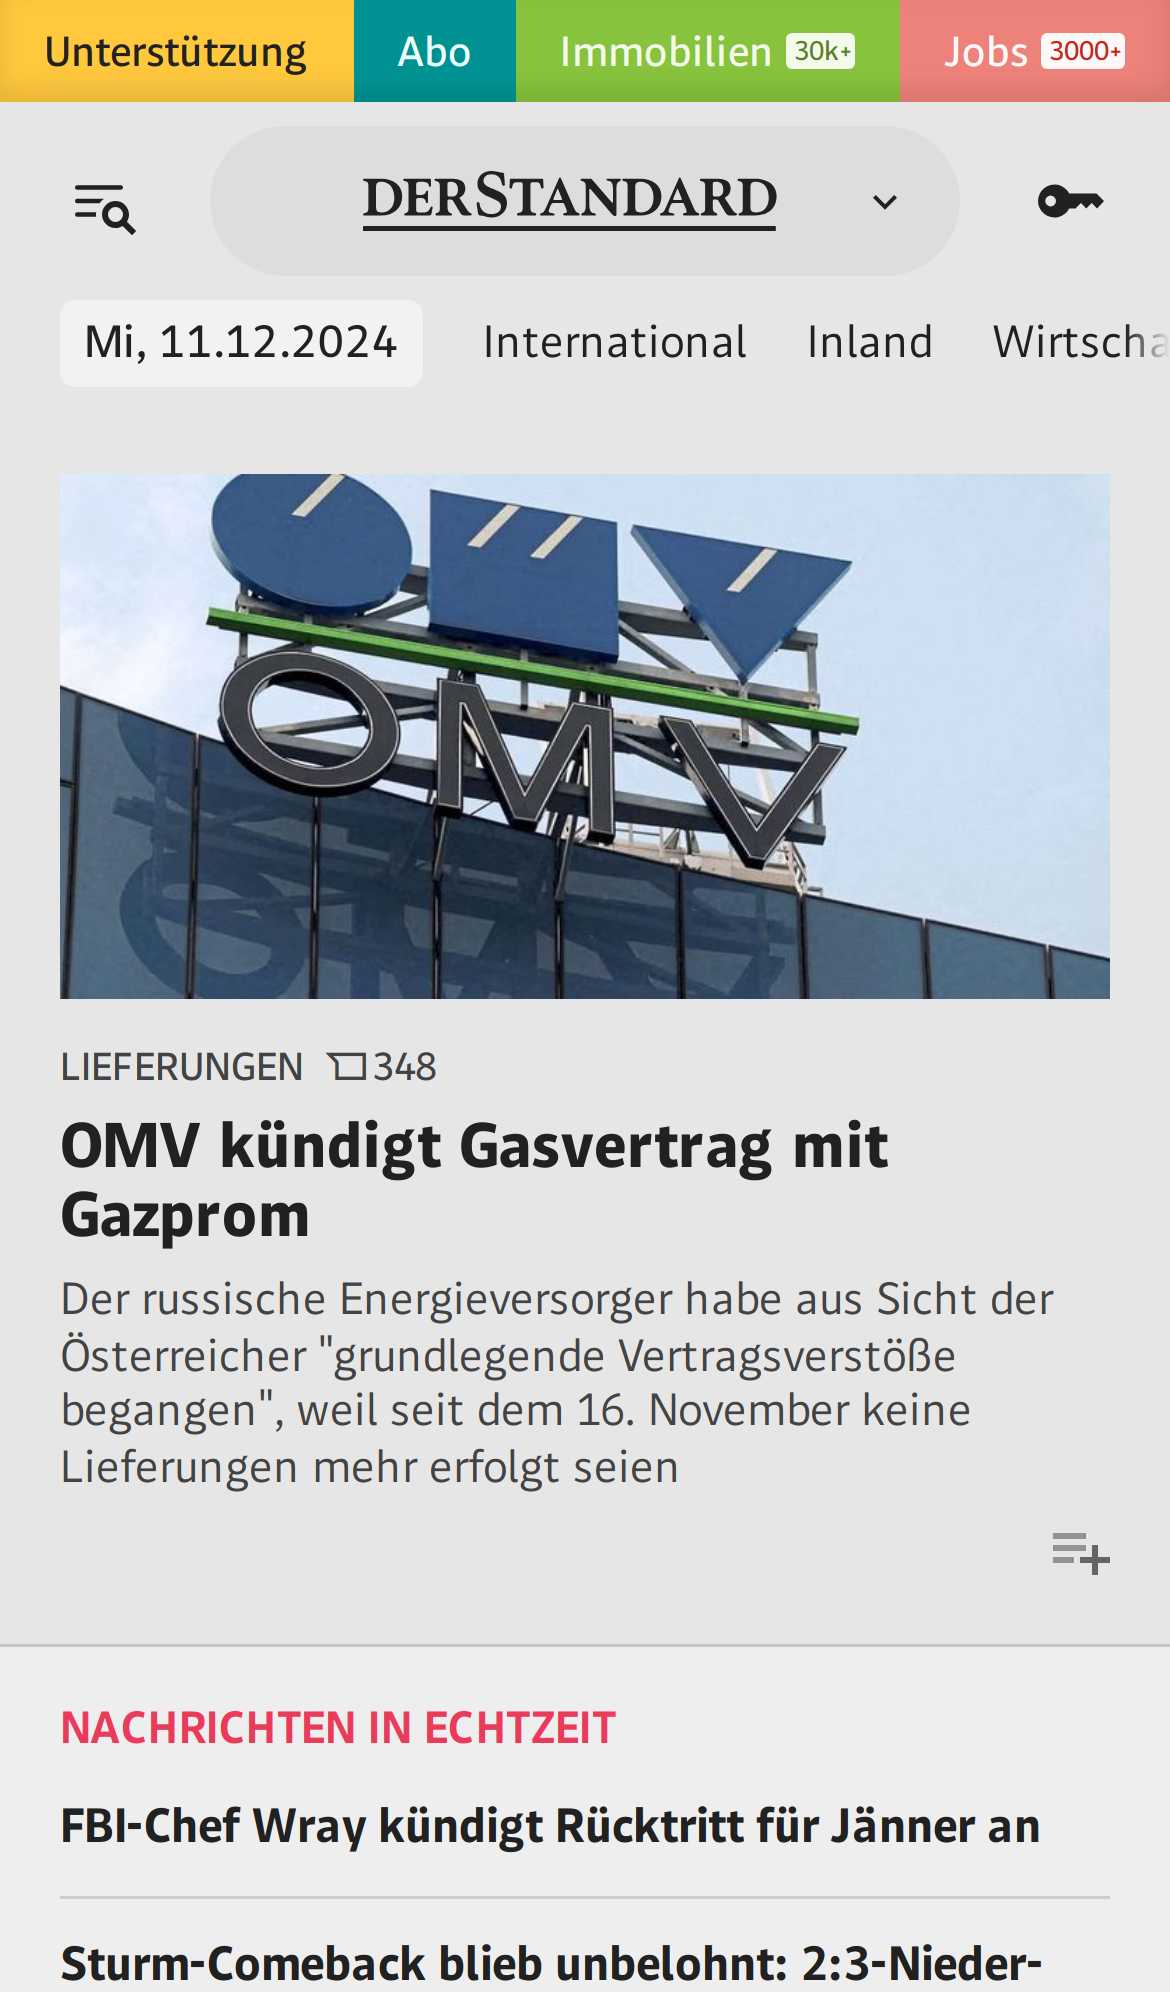 Unterstützung
Abo
Immobilien 30k+
Jobs 3000+
DERSTANDARD
Mi, 11.12.2024
International
Inland
Wirtscha
OMV
LIEFERUNGEN 348
OMV kündigt Gasvertrag mit
Gazprom
Der russische Energieversorger habe aus Sicht der
Österreicher "grundlegende Vertragsverstöße
begangen", weil seit dem 16. November keine
Lieferungen mehr erfolgt seien
NACHRICHTEN IN ECHTZEIT
FBI-Chef Wray kündigt Rücktritt für Jänner an
Sturm-Comeback blieb unbelohnt: 2:3-Nieder-